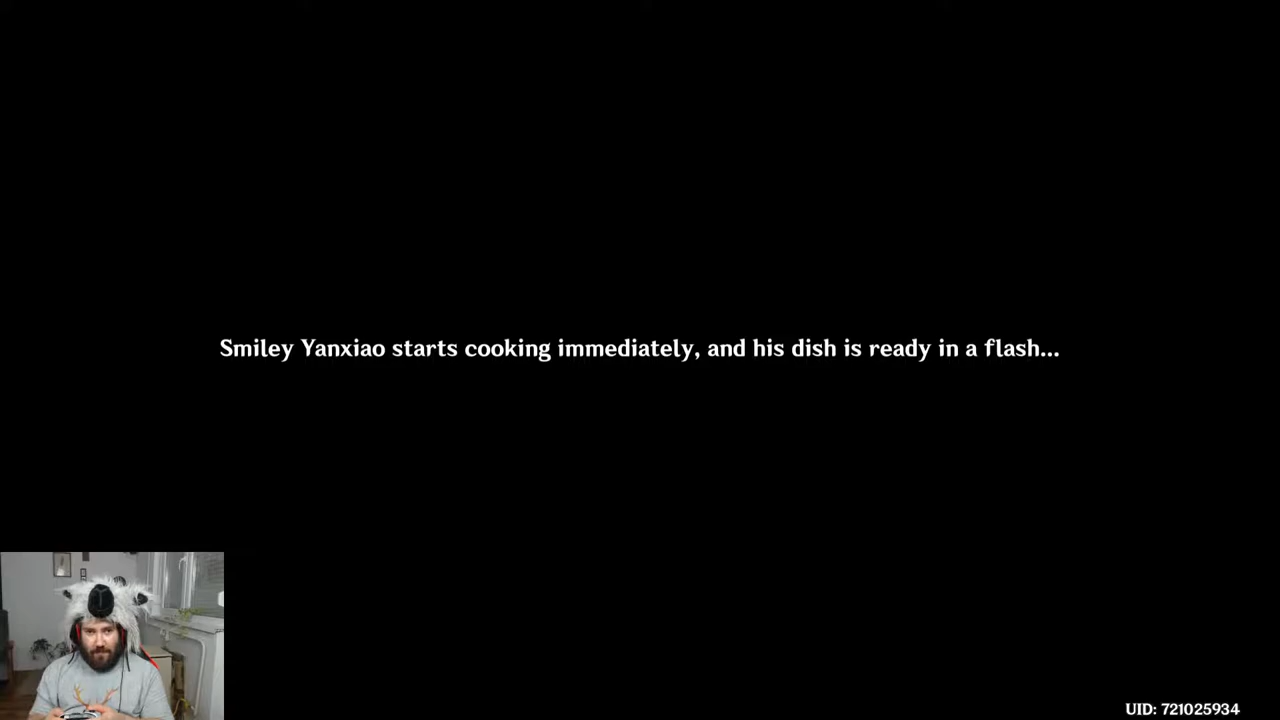 Smiley Yanxiao starts cooking immediately, and his dish is ready in a flash...
UID: 721025934